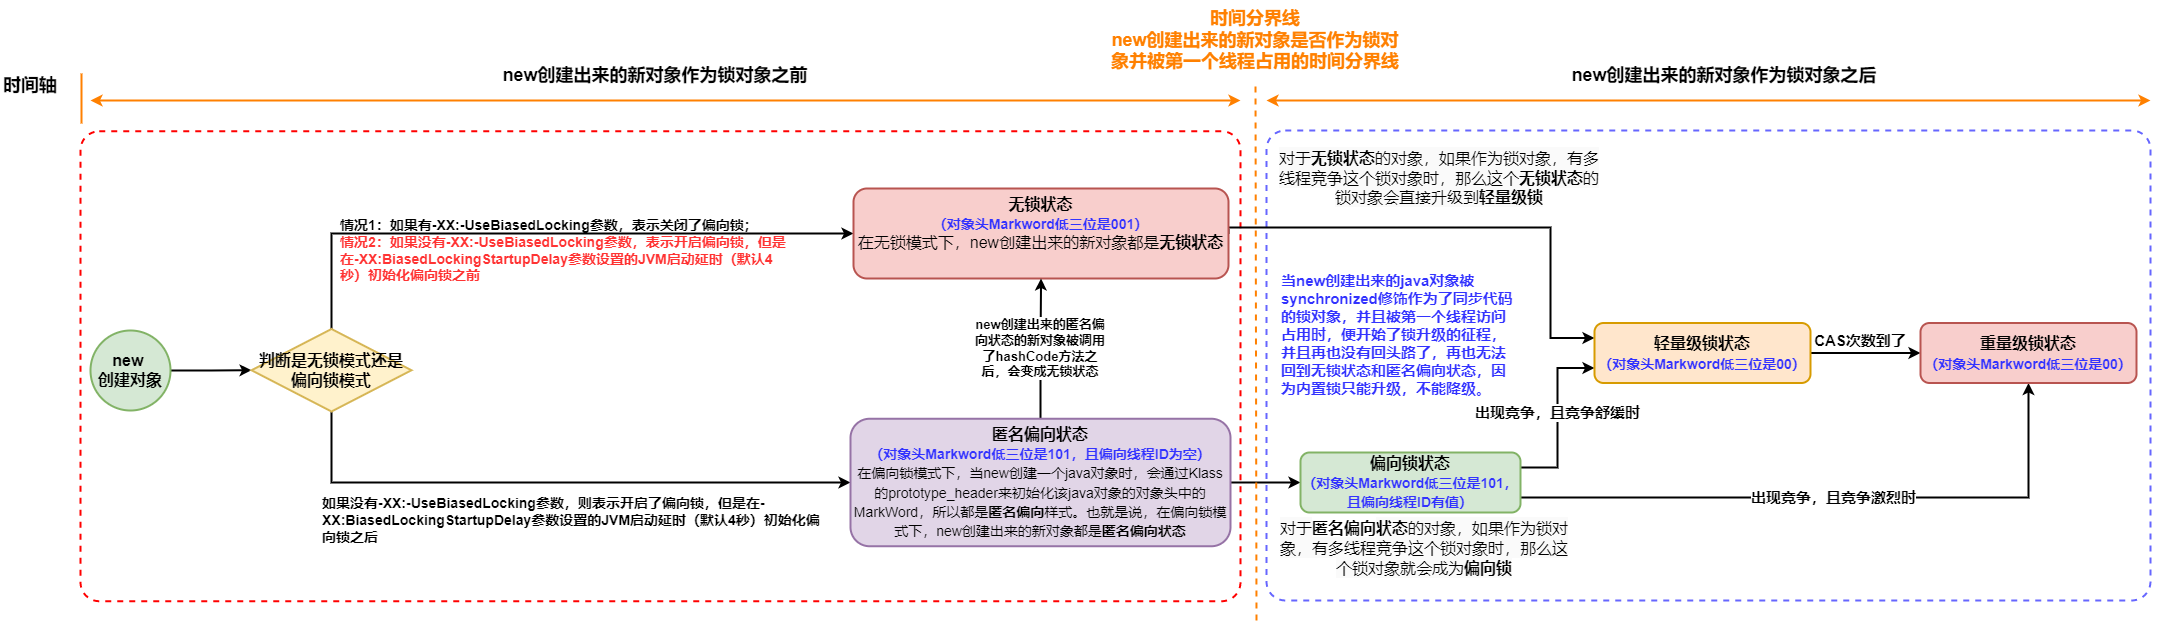 时间分界线
new创建出来的新对象是否作为锁对
象并被第一个线程占用的时间分界线
时间轴
new创建出来的新对象作为锁对象之前
new创建出来的新对象作为锁对象之后
对于无锁状态的对象，如果作为锁对象，有多
线程竞争这个锁对象时，那么这个无锁状态的
锁对象会直接升级到轻量级锁
情况1：如果有-XX:-UseBiasedLocking参数，表示关闭了偏向锁；
情况2：如果没有-XX:-UseBiasedLocking参数，表示开启偏向锁，但是
在-XX:BiasedLockingStartupDelay参数设置的JVM启动延时（默认4
秒）初始化偏向锁之前
无锁状态
（对象头Markword低三位是001）
在无锁模式下，new创建出来的新对象都是无锁状态
当new创建出来的java对象被
synchronized修饰作为了同步代码
的锁对象，并且被第一个线程访问
占用时，便开始了锁升级的征程，
并且再也没有回头路了，再也无法
回到无锁状态和匿名偏向状态，因
为内置锁只能升级，不能降级。
new
创建对象
判断是无锁模式还是
偏向锁模式
new创建出来的匿名偏
向状态的新对象被调用
了hashCode方法之
后，会变成无锁状态
轻量级锁状态
（对象头Markword低三位是00）
CAS次数到了
重量级锁状态
（对象头Markword低三位是00）
出现竞争，且竞争舒缓时
匿名偏向状态
（对象头Markword低三位是101，且偏向线程ID为空）
在偏向锁模式下，当new创建一个java对象时，会通过Klass
的prototype_header来初始化该java对象的对象头中的
MarkWord，所以都是匿名偏向样式。也就是说，在偏向锁模
式下，new创建出来的新对象都是匿名偏向状态
偏向锁状态
（对象头Markword低三位是101，
且偏向线程ID有值）
出现竞争，且竞争激烈时
如果没有-XX:-UseBiasedLocking参数，则表示开启了偏向锁，但是在-
XX:BiasedLockingStartupDelay参数设置的JVM启动延时（默认4秒）初始化偏
向锁之后
对于匿名偏向状态的对象，如果作为锁对
象，有多线程竞争这个锁对象时，那么这
个锁对象就会成为偏向锁